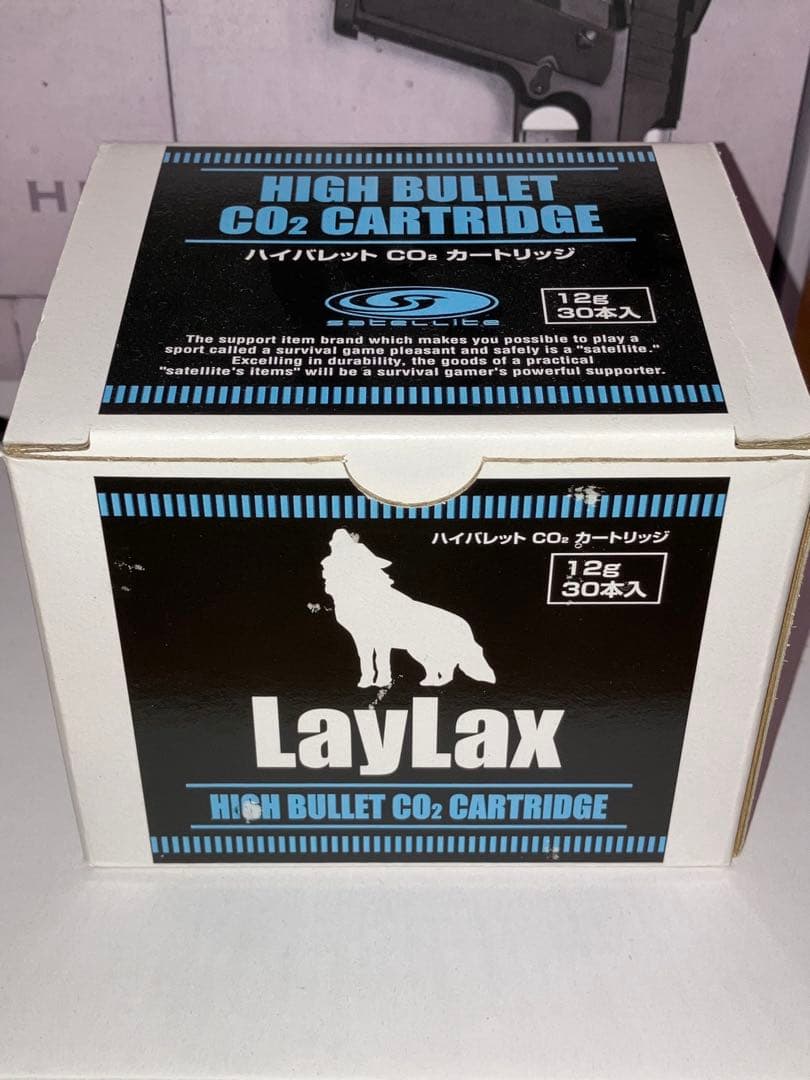 HIGH BULLET
CO₂ CARTRIDGE
ハイバレット CO₂ カートリッジ
satellite
12g
30本入
The support item brand which makes you possible to play a
sport called a survival game pleasant and safely is a "satellite."
Excelling in durability, the goods of a practical
"satellite's items" will be a survival gamer's powerful supporter.
ハイバレット CO₂ カートリッジ
12g
30本入
LayLax
HIGH BULLET CO₂ CARTRIDGE